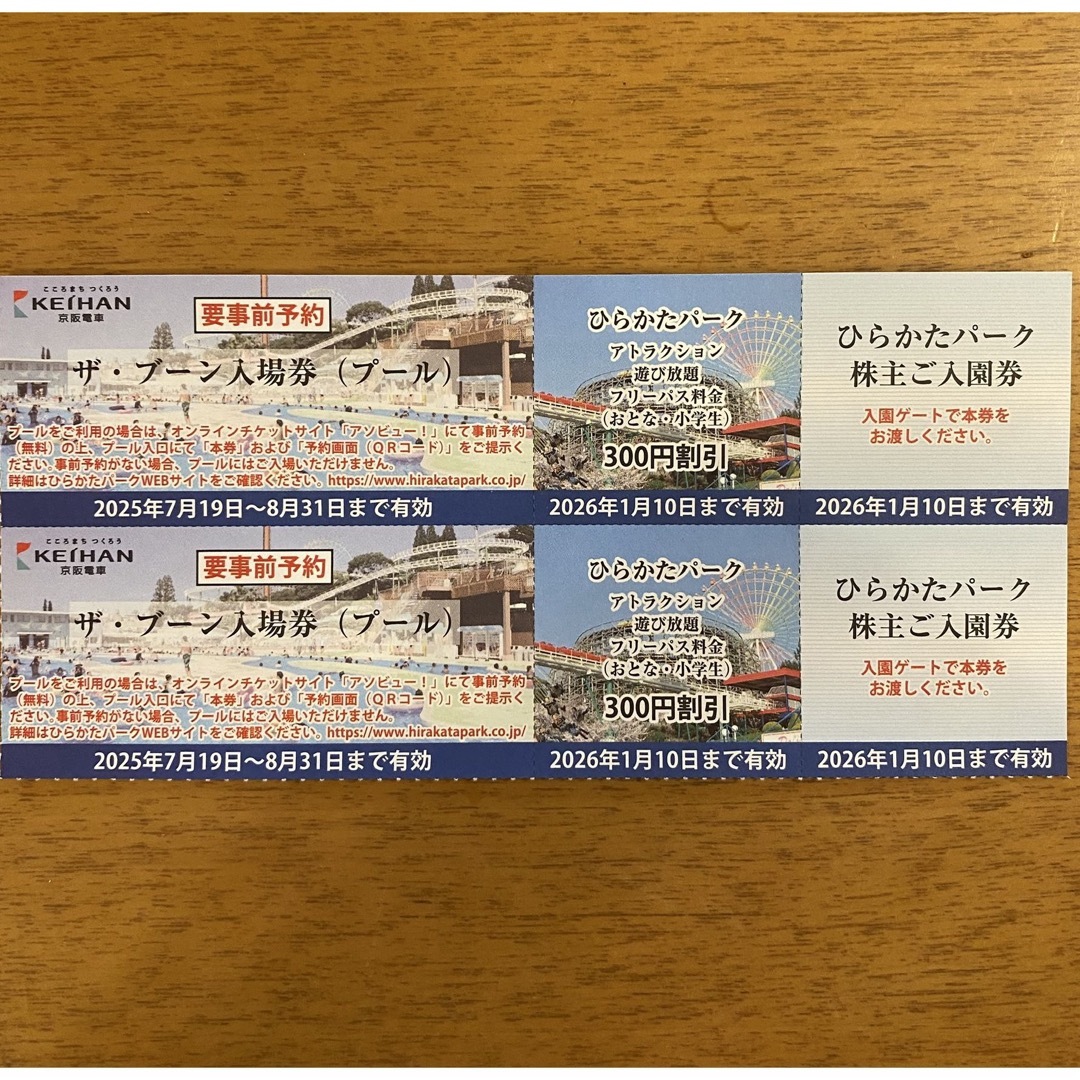 こころまち つくろう
KEIHAN
京阪電車
要事前予約
ザ・ブーン入場券（プール）
プールをご利用の場合は、オンラインチケットサイト「アソビュー！」にて事前予約
（無料）の上、プール入口にて「本券」および「予約画面（QRコード）」をご提示く
ださい。事前予約がない場合、プールにはご入場いただけません。
詳細はひらかたパークWEBサイトをご確認ください。https://www.hirakatapark.co.jp/
2025年7月19日～8月31日まで有効
ひらかたパーク
アトラクション
遊び放題
フリーパス料金
（おとな・小学生）
300円割引
2026年1月10日まで有効
ひらかたパーク
株主ご入園券
入園ゲートで本券を
お渡しください。
2026年1月10日まで有効
こころまち つくろう
KEIHAN
京阪電車
要事前予約
ザ・ブーン入場券（プール）
プールをご利用の場合は、オンラインチケットサイト「アソビュー！」にて事前予約
（無料）の上、プール入口にて「本券」および「予約画面（QRコード）」をご提示く
ださい。事前予約がない場合、プールにはご入場いただけません。
詳細はひらかたパークWEBサイトをご確認ください。https://www.hirakatapark.co.jp/
2025年7月19日～8月31日まで有効
ひらかたパーク
アトラクション
遊び放題
フリーパス料金
（おとな・小学生）
300円割引
2026年1月10日まで有効
ひらかたパーク
株主ご入園券
入園ゲートで本券を
お渡しください。
2026年1月10日まで有効